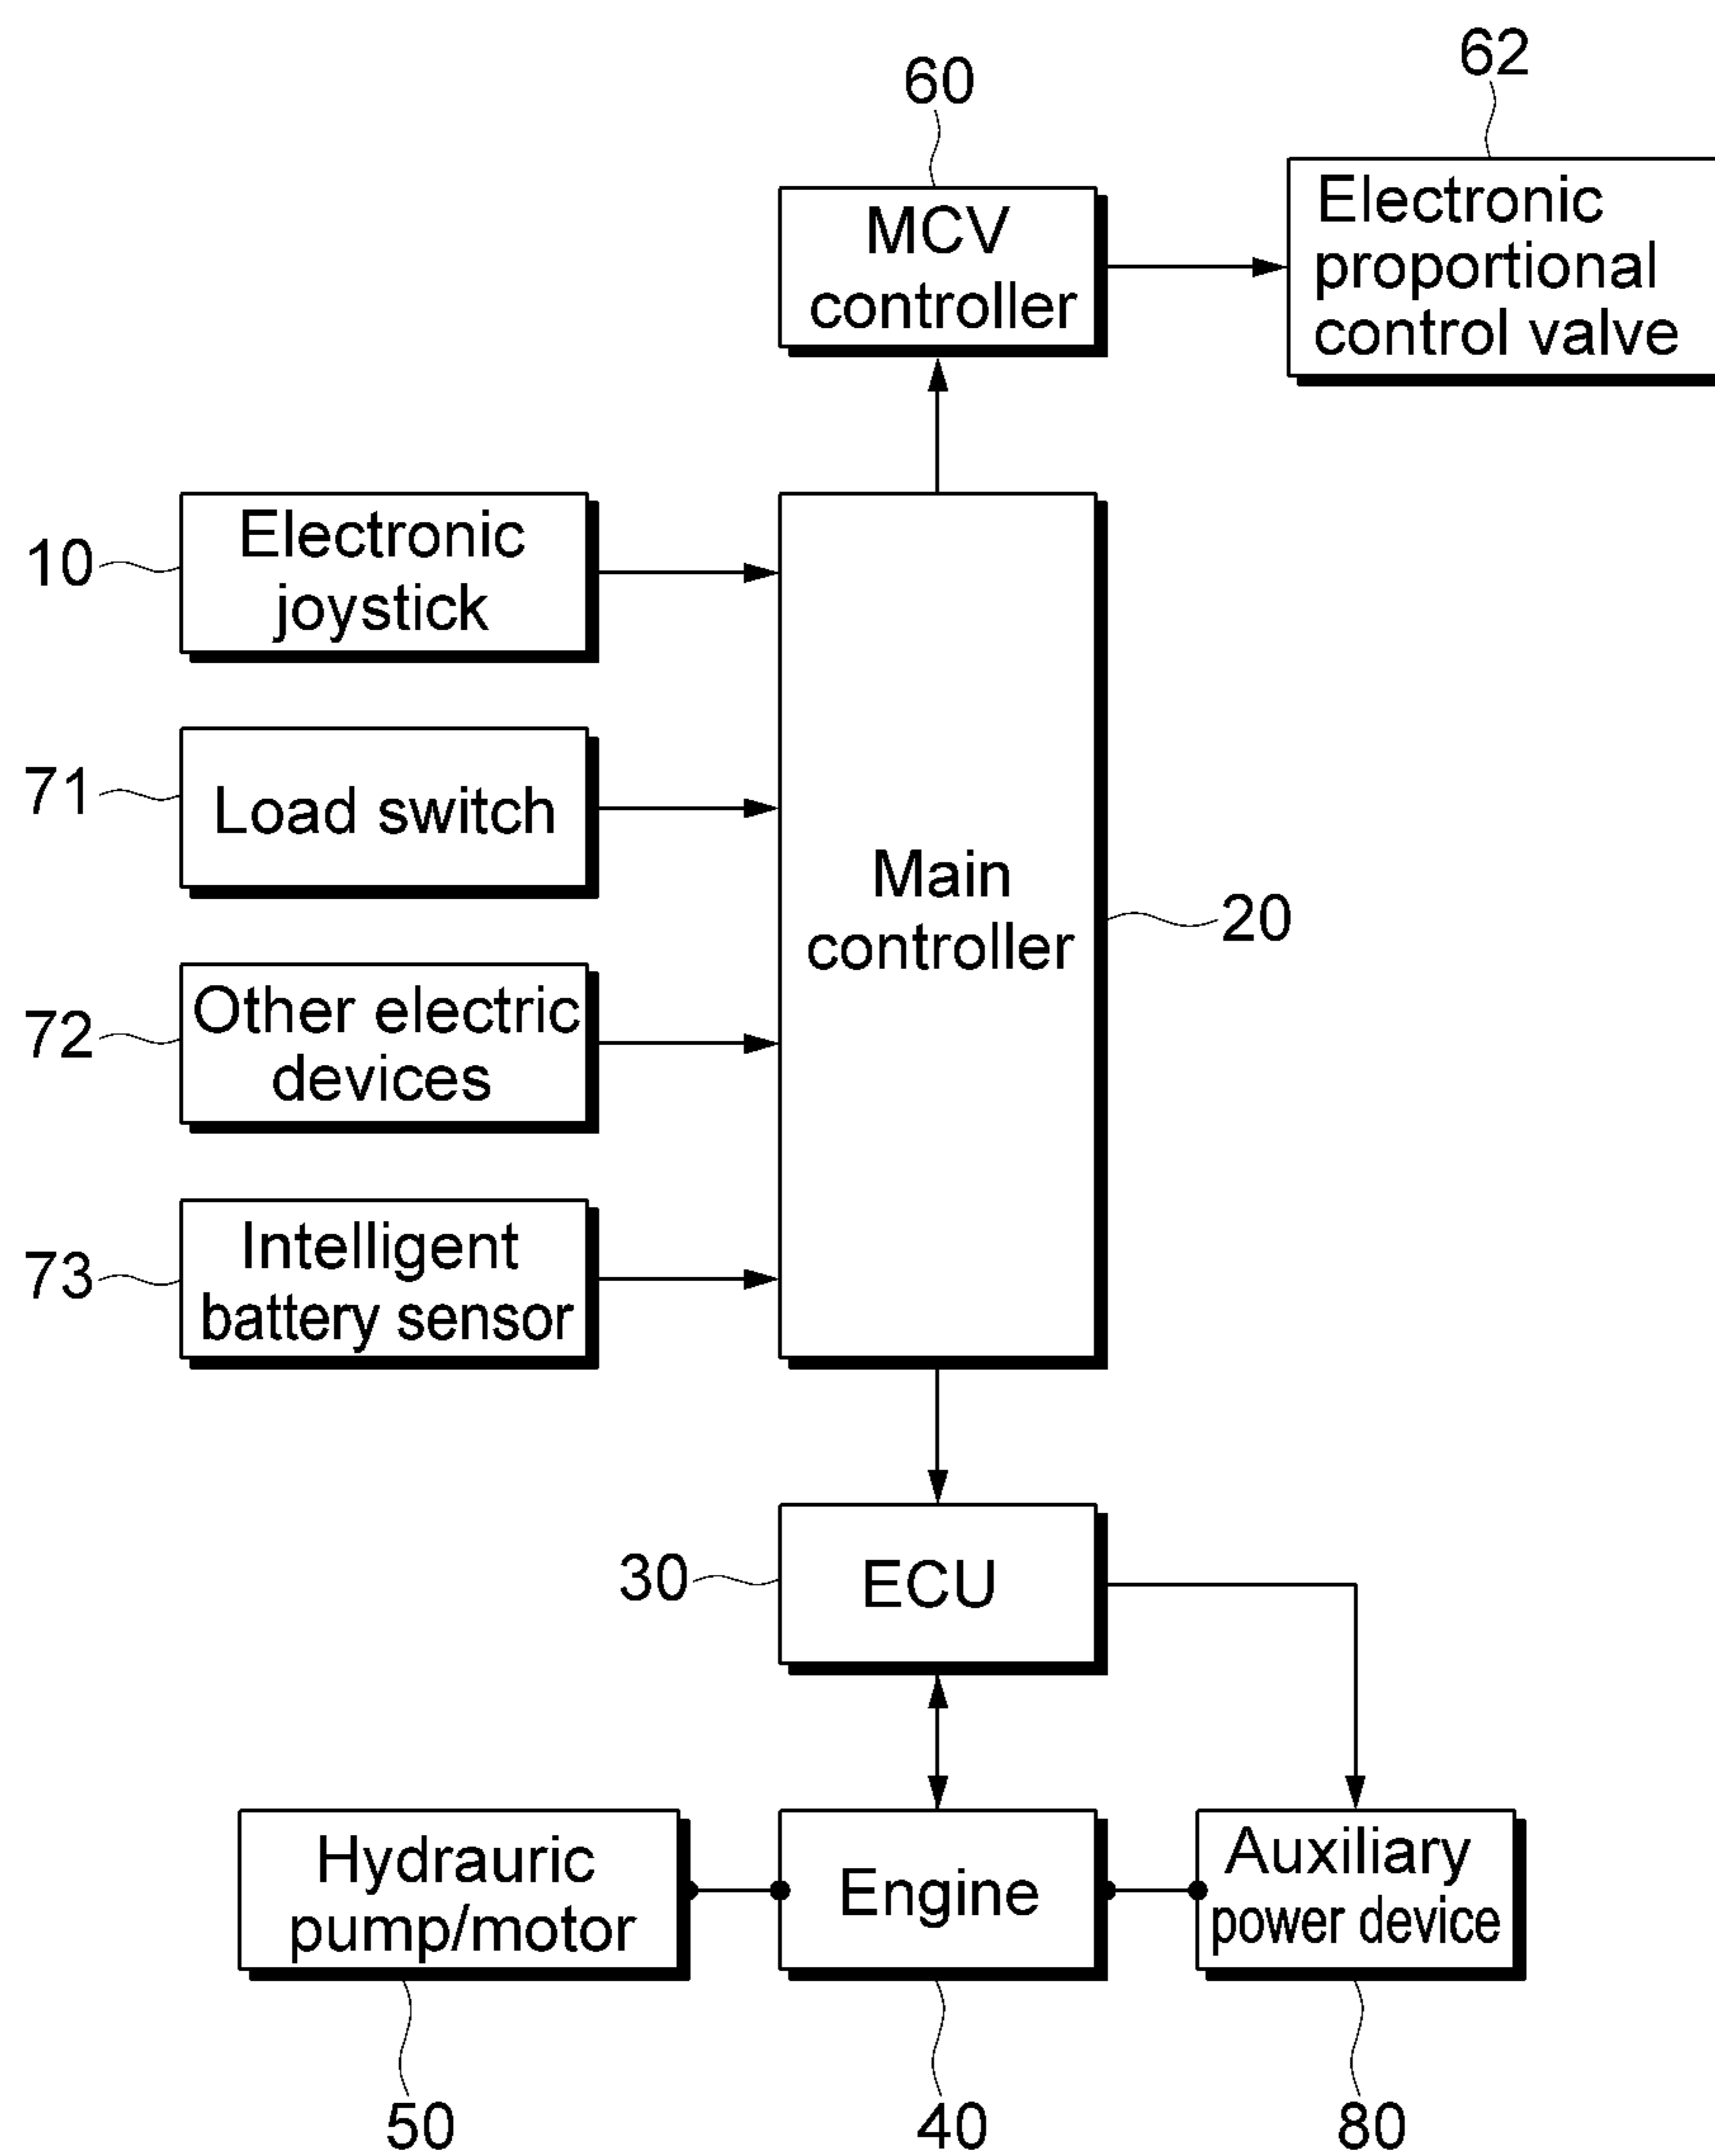 62
60
Electronic
proportional
control valve
MCV
controller
10
Electronic
joystick
71
Load switch
Main
controller
20
72
Other electric
devices
73
Intelligent
battery sensor
30
ECU
Hydrauric
pump/motor
Engine
Auxiliary
power device
50
40
80